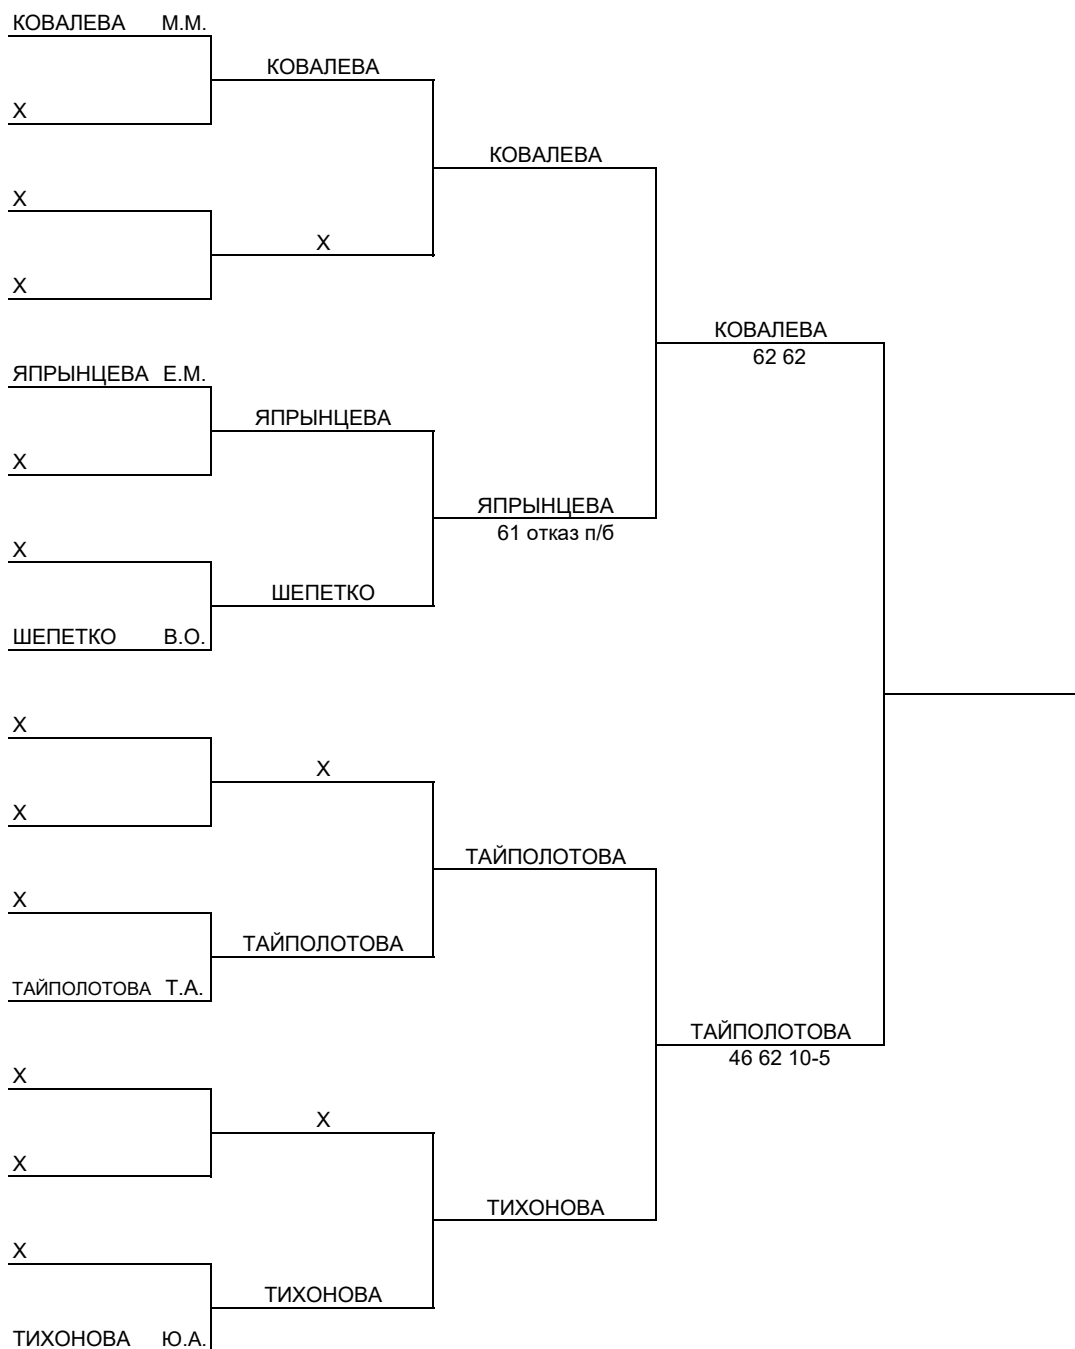 КОВАЛЕВА М.М.
КОВАЛЕВА
X
КОВАЛЕВА
X
X
X
КОВАЛЕВА
62 62
ЯПРЫНЦЕВА Е.М.
ЯПРЫНЦЕВА
X
ЯПРЫНЦЕВА
61 отказ п/б
X
ШЕПЕТКО
ШЕПЕТКО В.О.
X
X
X
ТАЙПОЛОТОВА
X
ТАЙПОЛОТОВА
ТАЙПОЛОТОВА Т.А.
ТАЙПОЛОТОВА
46 62 10-5
X
X
X
ТИХОНОВА
X
ТИХОНОВА
ТИХОНОВА Ю.А.